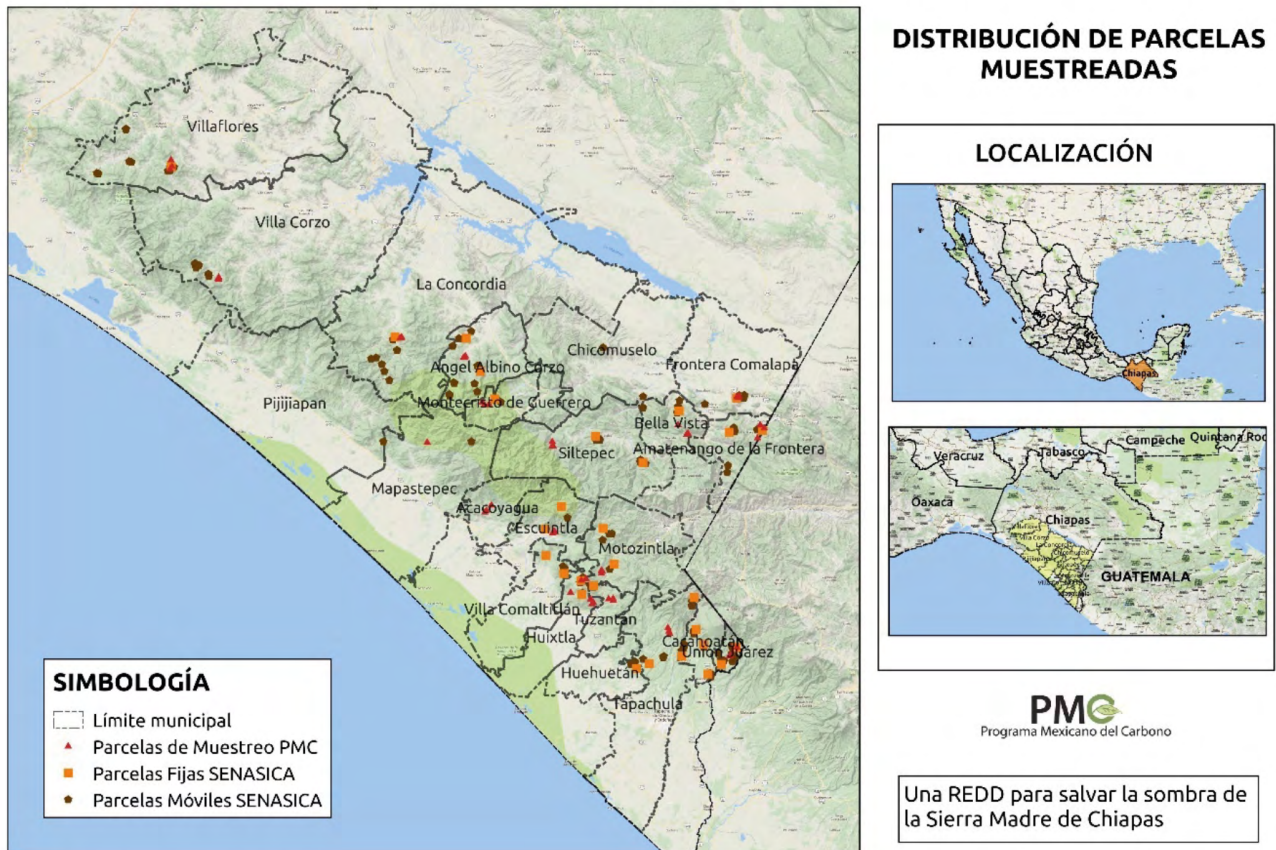 DISTRIBUCIÓN DE PARCELAS
MUESTREADAS
LOCALIZACIÓN
Chiapas
Veracruz
Tabasco
Campeche
Quintana Roo
Oaxaca
Chiapas
GUATEMALA
PMC
Programa Mexicano del Carbono
Una REDD para salvar la sombra de
la Sierra Madre de Chiapas
Villaflores
Villa Corzo
La Concordia
Chicomuselo
Frontera Comalapa
Angel Albino Corzo
Pijijiapan
Montecristo de Guerrero
Bella Vista
Siltepec
Amatenango de la Frontera
Mapastepec
Acacoyagua
Escuintla
Motozintla
Villa Comaltitlán
Tuzantán
Huixtla
Cacahoatán
Unión Juárez
Huehuetán
Tapachula
SIMBOLOGÍA
Límite municipal
Parcelas de Muestreo PMC
Parcelas Fijas SENASICA
Parcelas Móviles SENASICA